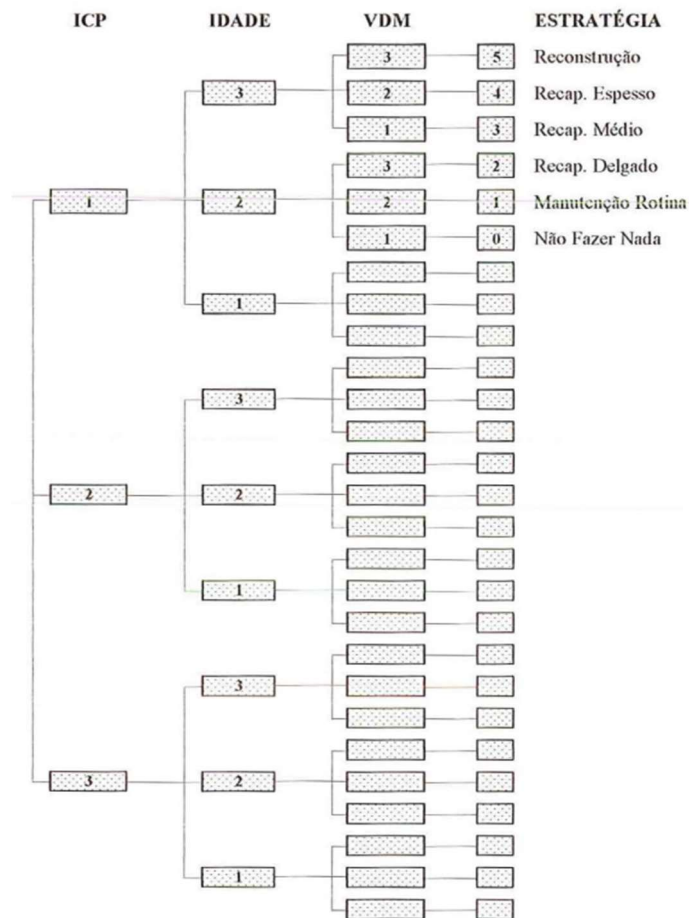 ICP IDADE VDM ESTRATÉGIA
3 5 Reconstrução
3 2 4 Recap. Espesso
1 3 Recap. Médio
3 2 Recap. Delgado
1 2 2 1 Manutenção Rotina
1 0 Não Fazer Nada
1
3
2 2
1
3
3 2
1